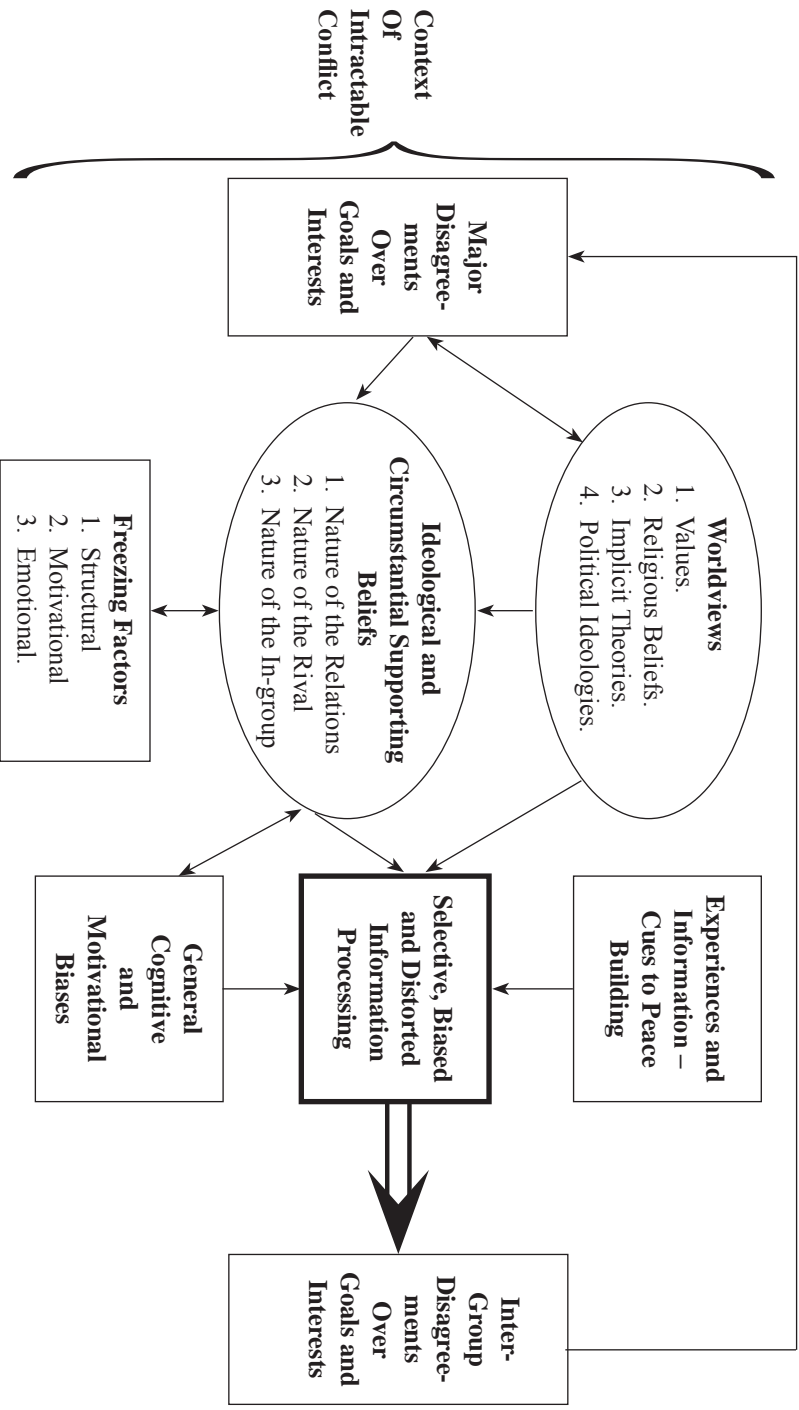 Context
Of
Intractable
Conflict
Major
Disagree-
ments
Over
Goals and
Interests
Worldviews
1. Values.
2. Religious Beliefs.
3. Implicit Theories.
4. Political Ideologies.
Ideological and
Circumstantial Supporting
Beliefs
1. Nature of the Relations
2. Nature of the Rival
3. Nature of the In-group
Freezing Factors
1. Structural
2. Motivational
3. Emotional.
Experiences and
Information –
Cues to Peace
Building
Selective, Biased
and Distorted
Information
Processing
General
Cognitive
and
Motivational
Biases
Inter-
Group
Disagree-
ments
Over
Goals and
Interests